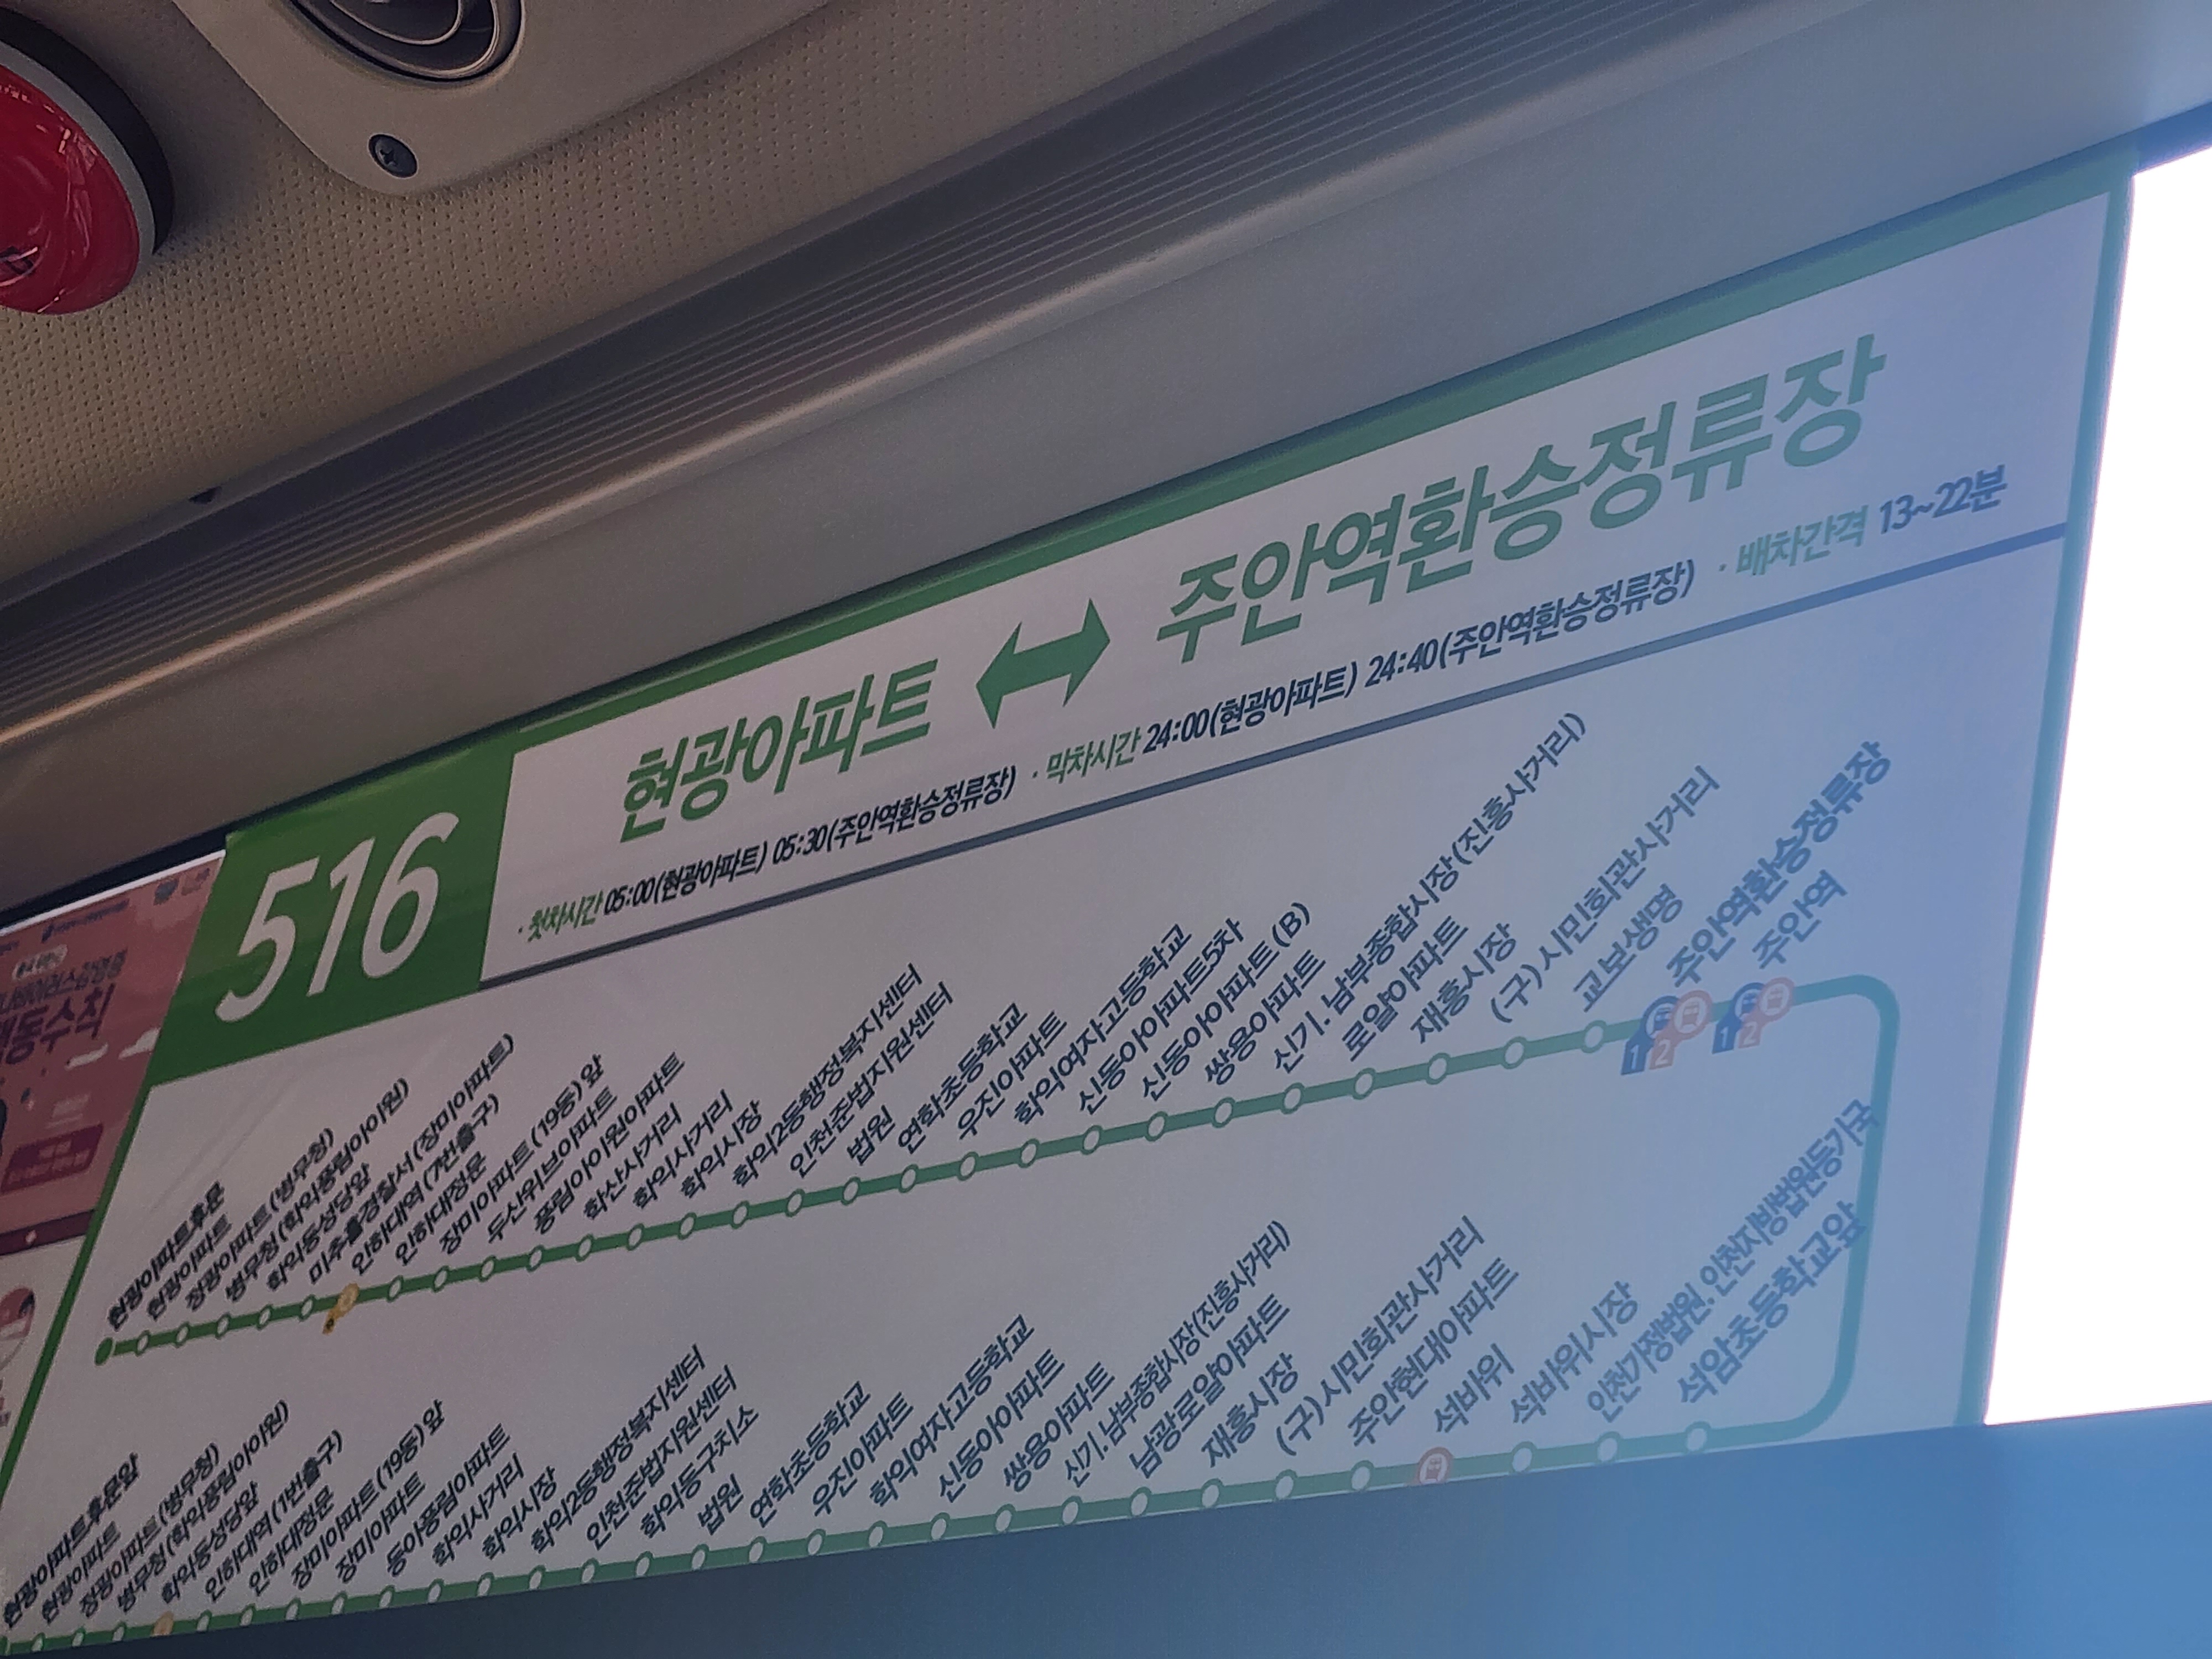 516
현광아파트 ↔ 주안역환승정류장
· 첫차시간 05:00(현광아파트) 05:30(주안역환승정류장) · 막차시간 24:00(현광아파트) 24:40(주안역환승정류장) · 배차간격 13~22분
현광아파트후문
현광아파트
정광아파트(병무청)
병무청(학익풍림아이원)
학익동성당앞
미추홀경찰서(장미아파트)
인하대역(7번출구)
인하대정문
장미아파트(19동) 앞
두산위브아파트
풍림아이원아파트
학산사거리
학익사거리
학익시장
학익2동행정복지센터
인천준법지원센터
법원
연학초등학교
우진아파트
학익여자고등학교
신동아아파트5차
신동아아파트(B)
쌍용아파트
신기.남부종합시장(진흥사거리)
로얄아파트
재흥시장
(구)시민회관사거리
교보생명
주안역환승정류장
주안역
1 2
1 2
현광아파트후문앞
현광아파트
정광아파트(병무청)
병무청(학익풍림아이원)
학익동성당앞
인하대역(1번출구)
인하대정문
장미아파트(19동) 앞
장미아파트
동아풍림아파트
학익사거리
학익시장
학익2동행정복지센터
인천준법지원센터
학익동구치소
법원
연학초등학교
우진아파트
학익여자고등학교
신동아아파트
쌍용아파트
신기.남부종합시장(진흥사거리)
남광로얄아파트
재흥시장
(구)시민회관사거리
주안현대아파트
석바위
석바위시장
인천가정법원.인천지방법원등기국
석암초등학교앞